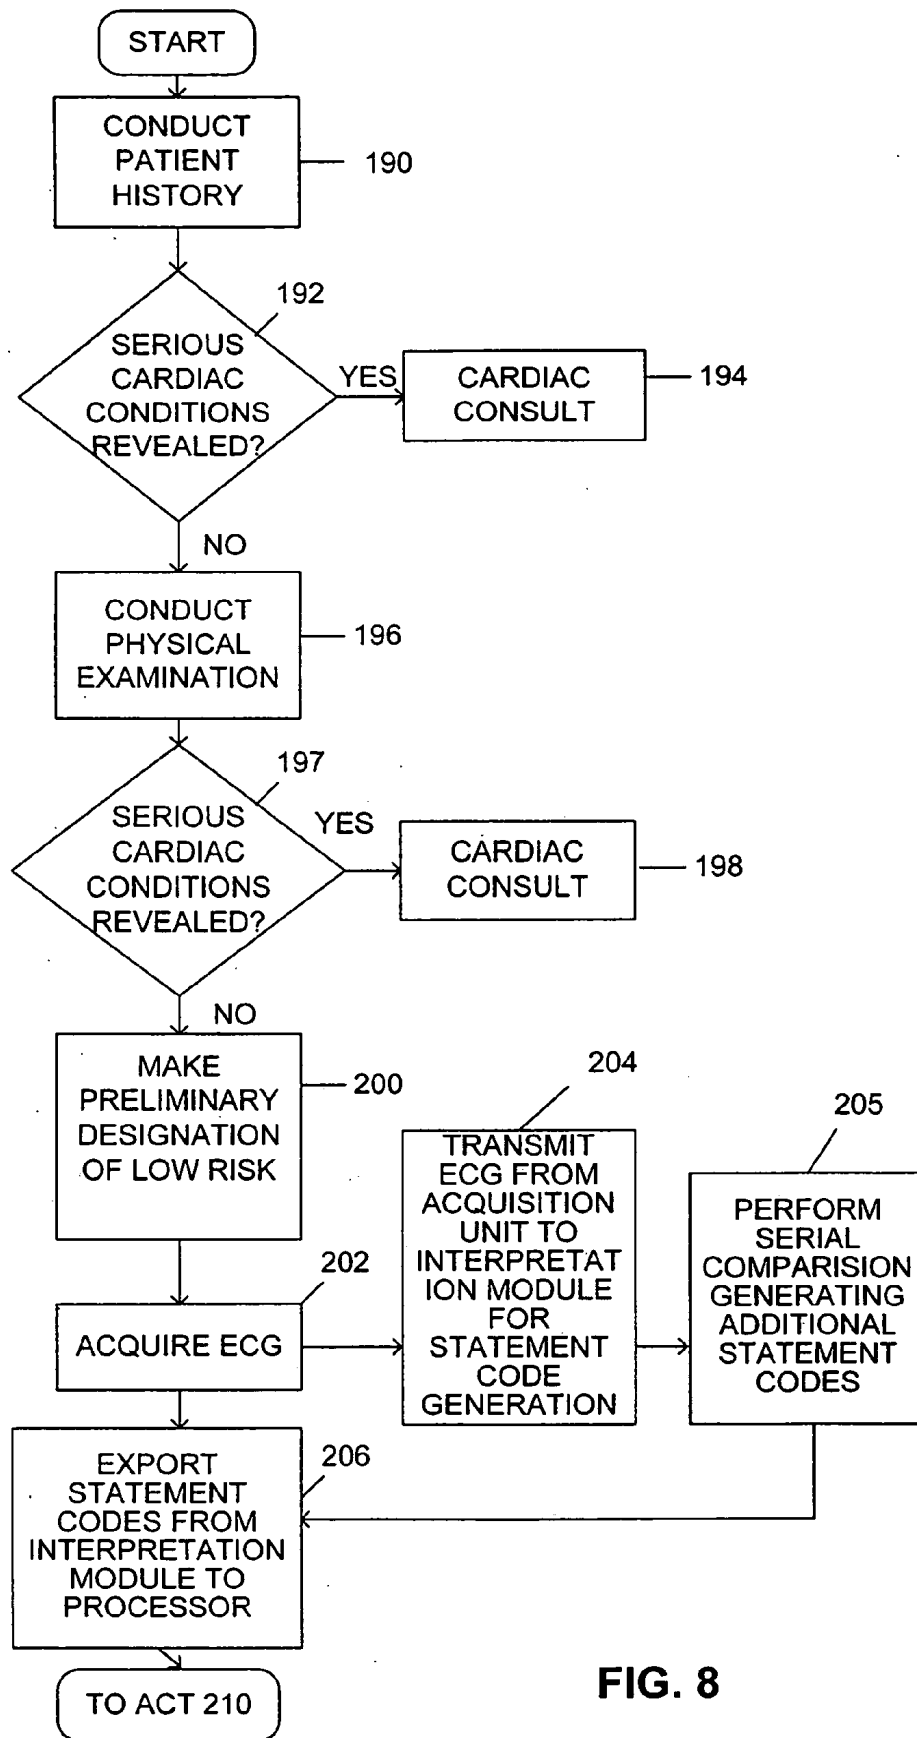 START
CONDUCT
PATIENT
HISTORY
190
192
SERIOUS
CARDIAC
CONDITIONS
REVEALED?
YES
CARDIAC
CONSULT
194
NO
CONDUCT
PHYSICAL
EXAMINATION
196
197
SERIOUS
CARDIAC
CONDITIONS
REVEALED?
YES
CARDIAC
CONSULT
198
NO
MAKE
PRELIMINARY
DESIGNATION
OF LOW RISK
200
202
ACQUIRE ECG
204
TRANSMIT
ECG FROM
ACQUISITION
UNIT TO
INTERPRETAT
ION MODULE
FOR
STATEMENT
CODE
GENERATION
205
PERFORM
SERIAL
COMPARISION
GENERATING
ADDITIONAL
STATEMENT
CODES
206
EXPORT
STATEMENT
CODES FROM
INTERPRETATION
MODULE TO
PROCESSOR
TO ACT 210
FIG. 8